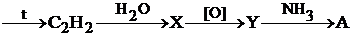 —t→ C₂H₂ —H₂O→ X —[O]→ Y —NH₃→ A